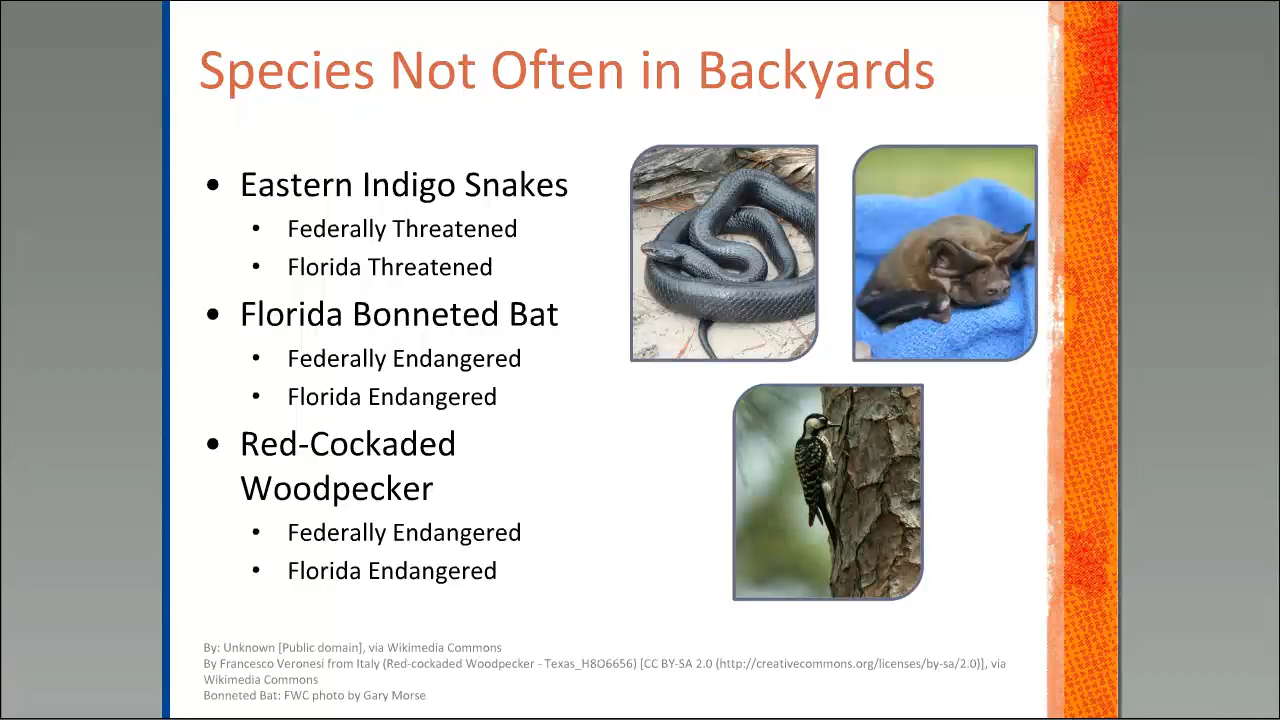 Species Not Often in Backyards
• Eastern Indigo Snakes
• Federally Threatened
• Florida Threatened
• Florida Bonneted Bat
• Federally Endangered
• Florida Endangered
• Red-Cockaded
Woodpecker
• Federally Endangered
• Florida Endangered
By: Unknown [Public domain], via Wikimedia Commons
By Francesco Veronesi from Italy (Red-cockaded Woodpecker - Texas_H8O6656) [CC BY-SA 2.0 (http://creativecommons.org/licenses/by-sa/2.0)], via
Wikimedia Commons
Bonneted Bat: FWC photo by Gary Morse